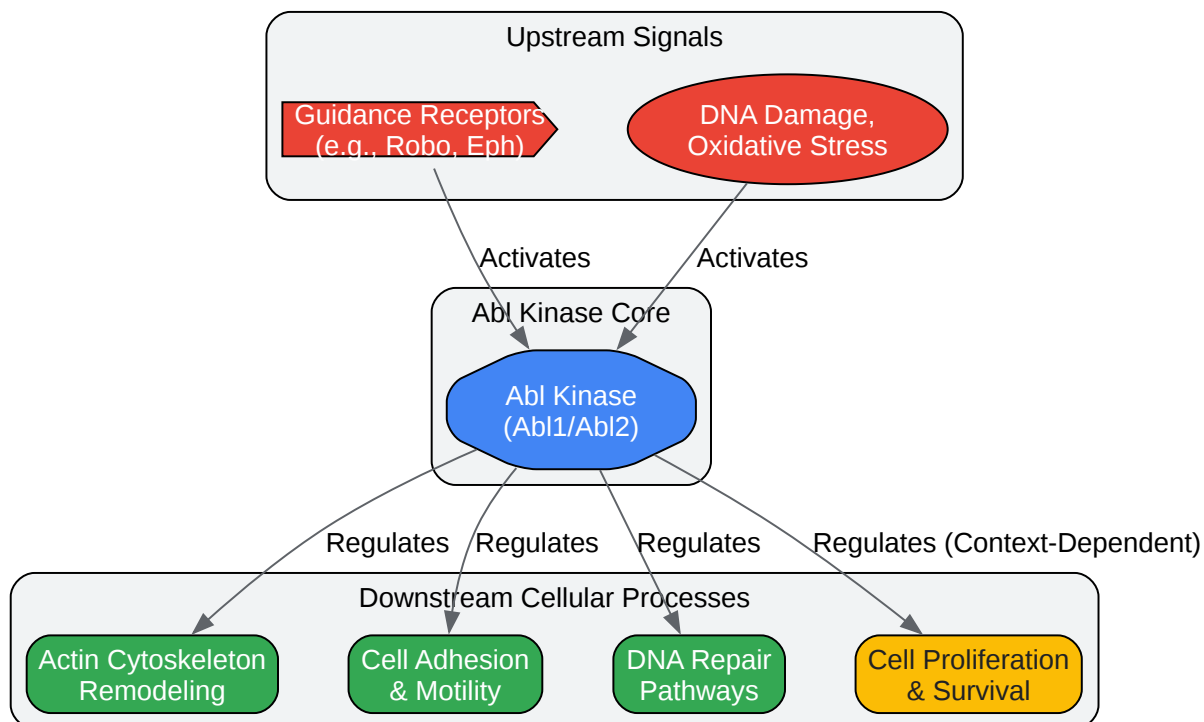 Upstream Signals
Guidance Receptors
(e.g., Robo, Eph)
DNA Damage,
Oxidative Stress
Activates
Activates
Abl Kinase Core
Abl Kinase
(Abl1/Abl2)
Regulates
Regulates
Regulates
Regulates (Context-Dependent)
Downstream Cellular Processes
Actin Cytoskeleton
Remodeling
Cell Adhesion
& Motility
DNA Repair
Pathways
Cell Proliferation
& Survival